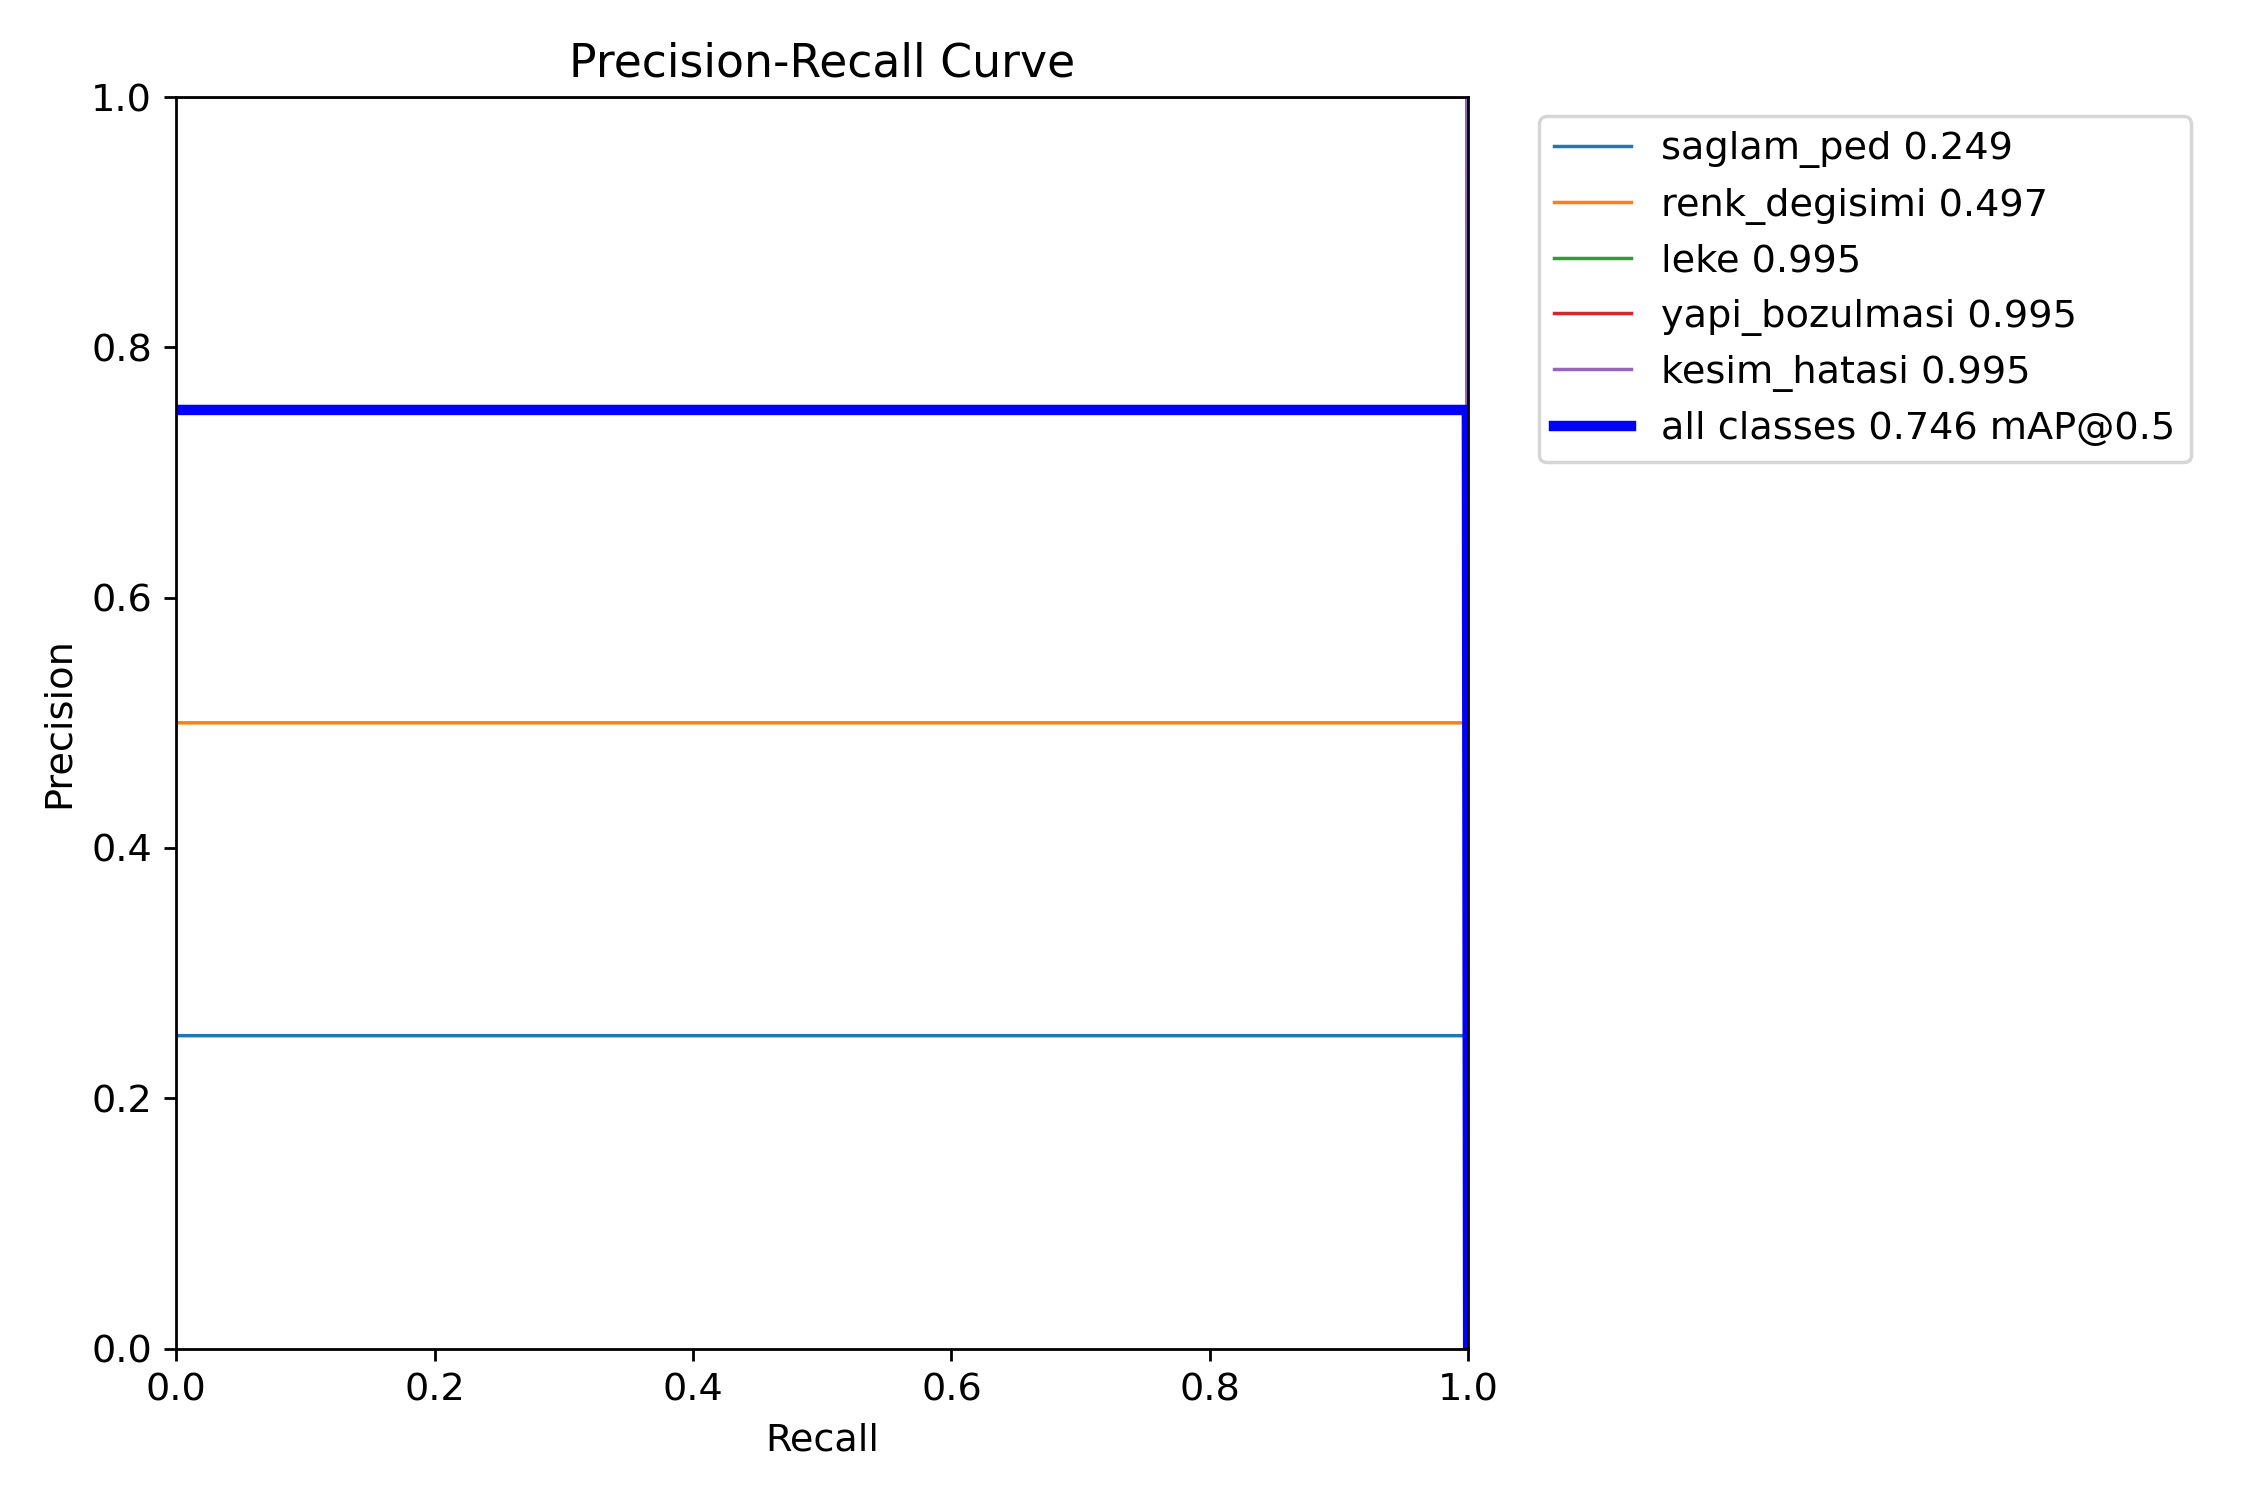 Precision-Recall Curve
1.0
0.8
0.6
0.4
0.2
0.0
Precision
0.0 0.2 0.4 0.6 0.8 1.0
Recall
saglam_ped 0.249
renk_degisimi 0.497
leke 0.995
yapi_bozulmasi 0.995
kesim_hatasi 0.995
all classes 0.746 mAP@0.5